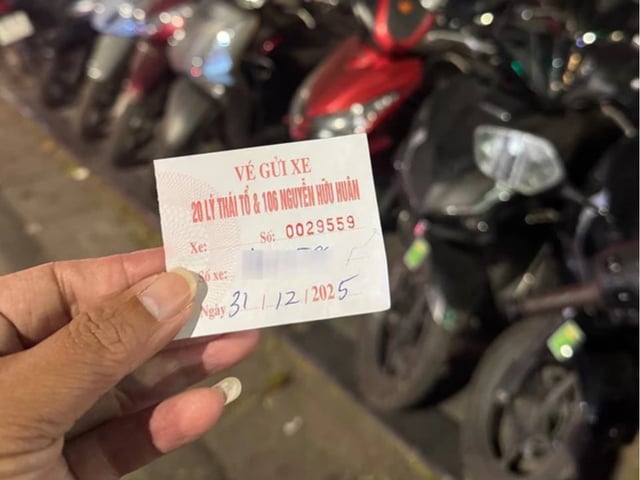 VÉ GỬI XE
20 LÝ THÁI TỔ & 106 NGUYỄN HỮU HUÂN
Xe: Số: 0029559
Số xe:
Ngày 31 / 12 / 2025